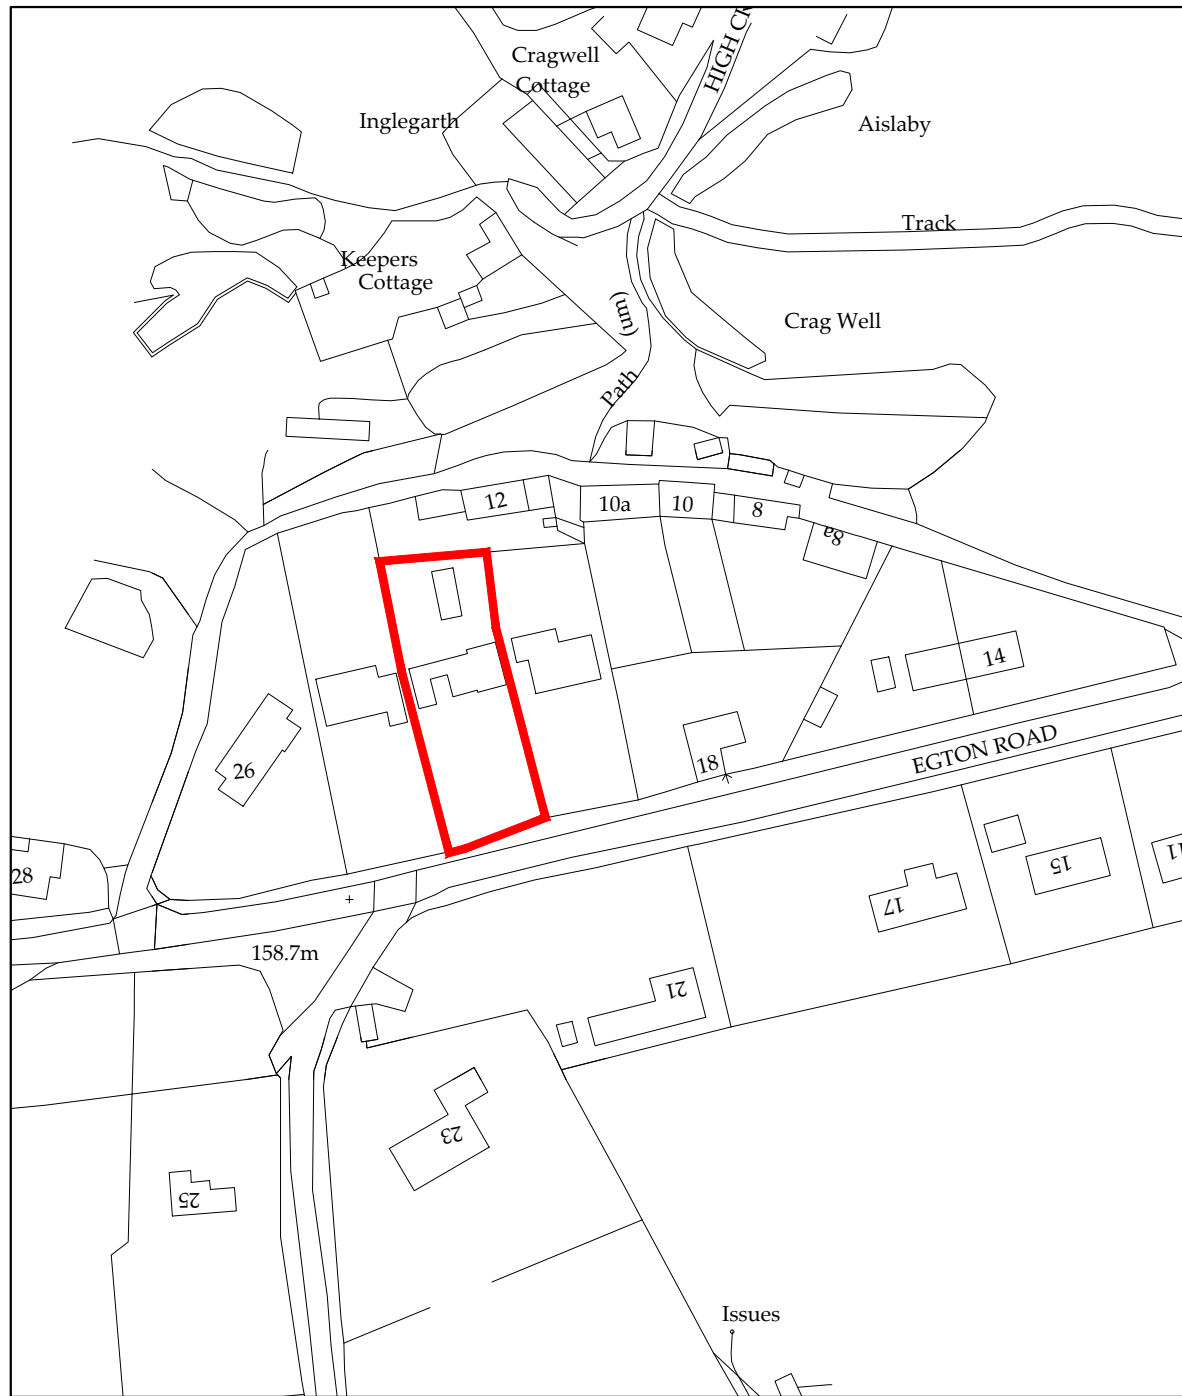 HIGH CR
Cragwell
Cottage
Inglegarth
Aislaby
Track
Keepers
Cottage
(um)
Crag Well
Path
12
10a
10
8
8a
14
18
EGTON ROAD
26
28
15
11
17
158.7m
21
23
25
Issues